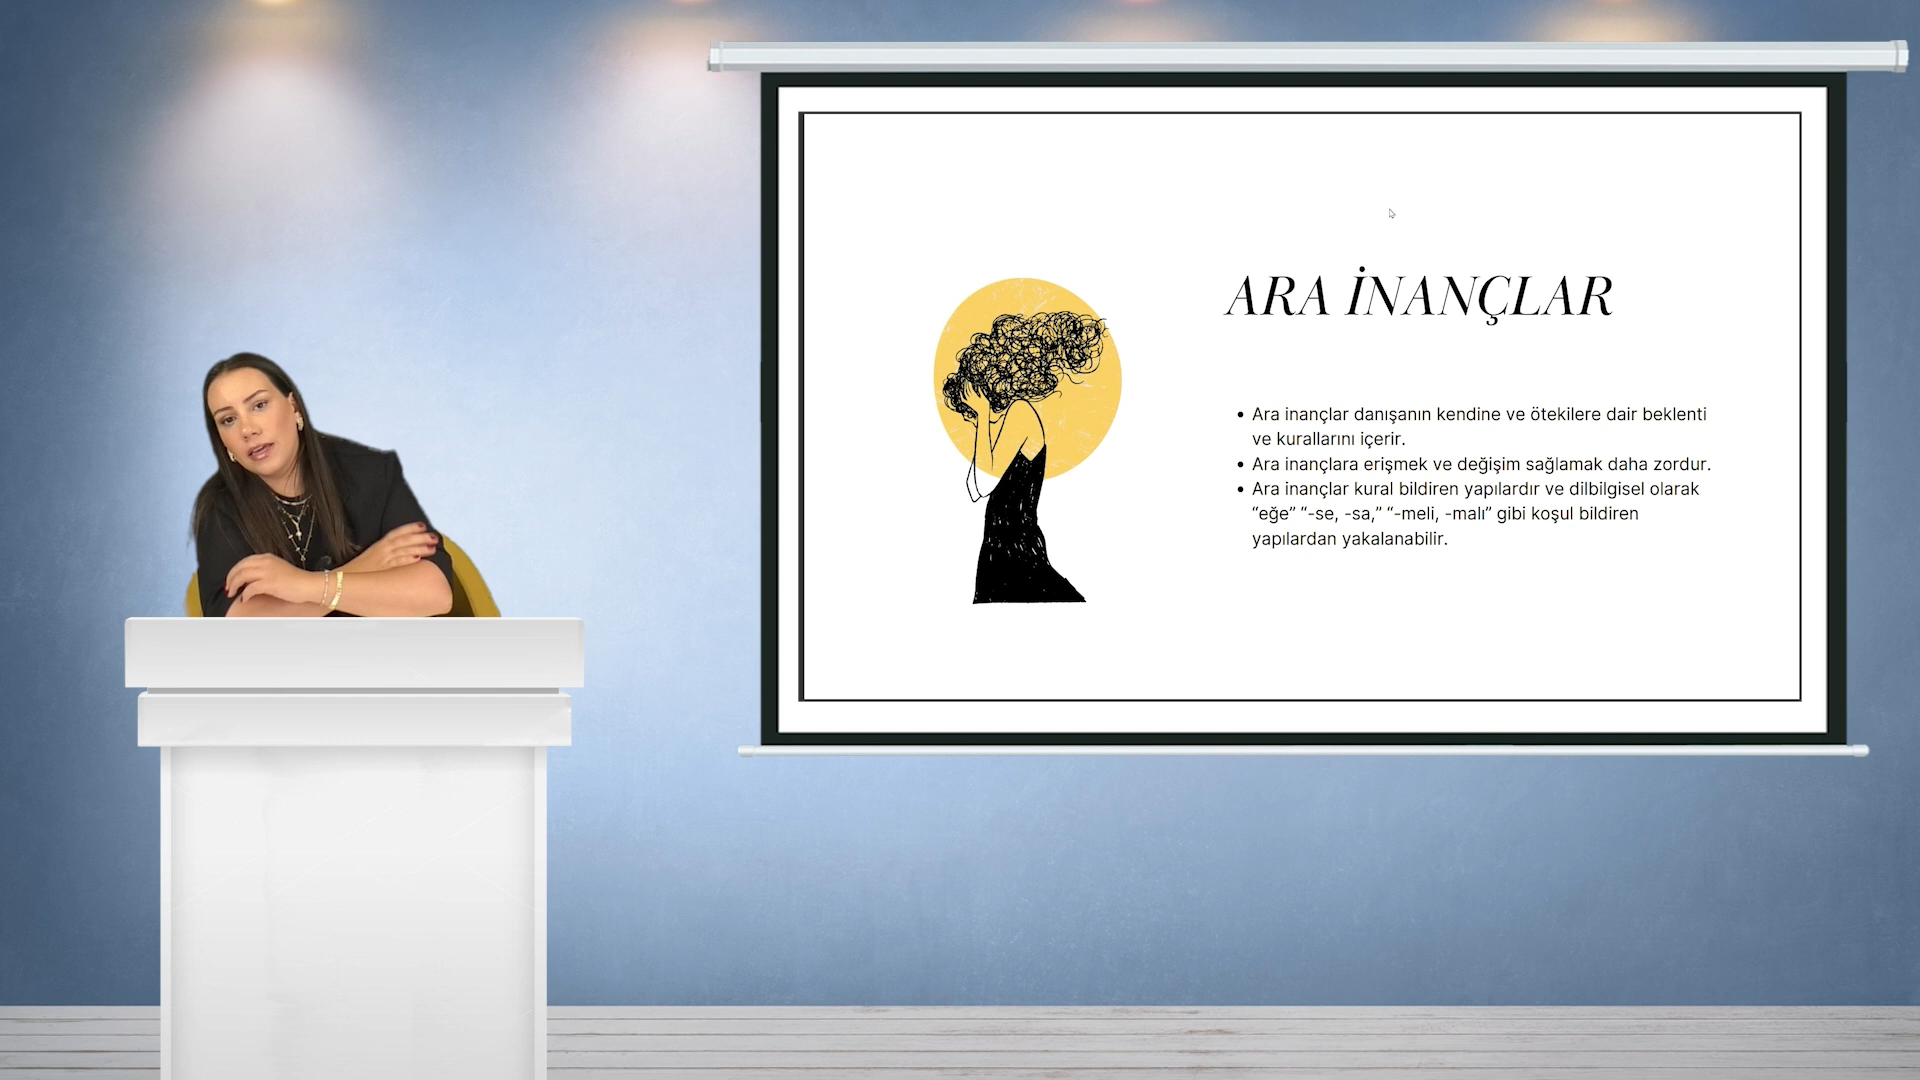 ARA İNANÇLAR
• Ara inançlar danışanın kendine ve ötekilere dair beklenti
ve kurallarını içerir.
• Ara inançlara erişmek ve değişim sağlamak daha zordur.
• Ara inançlar kural bildiren yapılardır ve dilbilgisel olarak
“eğe” “-se, -sa,” “-meli, -malı” gibi koşul bildiren
yapılardan yakalanabilir.